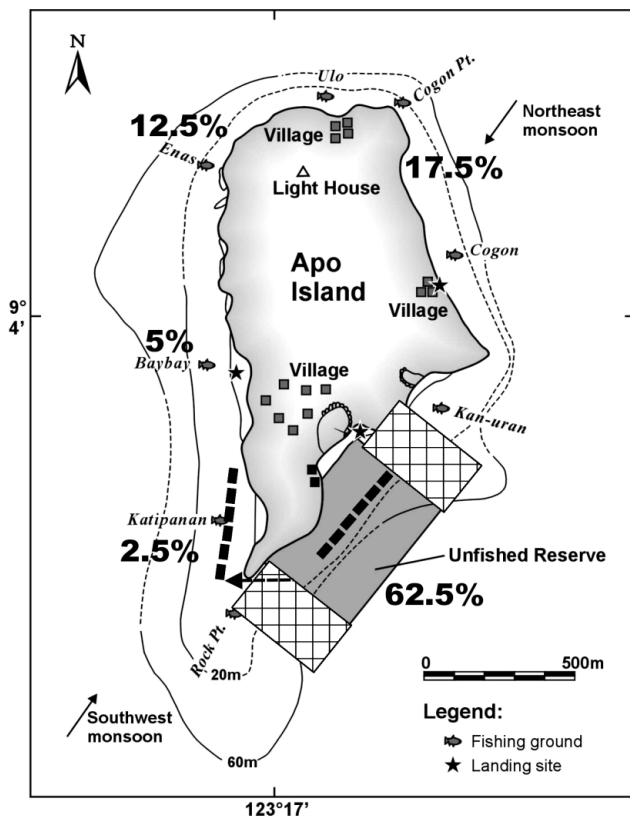 N
Ulo
Cogon Pt.
Northeast
monsoon
12.5%
Village
Enas
17.5%
Light House
Apo
Island
Cogon
9°
4'
Village
5%
Baybay
Village
Kan-uran
Katipanan
2.5%
Unfished Reserve
62.5%
Rock Pt.
20m
0
500m
Southwest
monsoon
60m
Legend:
Fishing ground
Landing site
123°17'